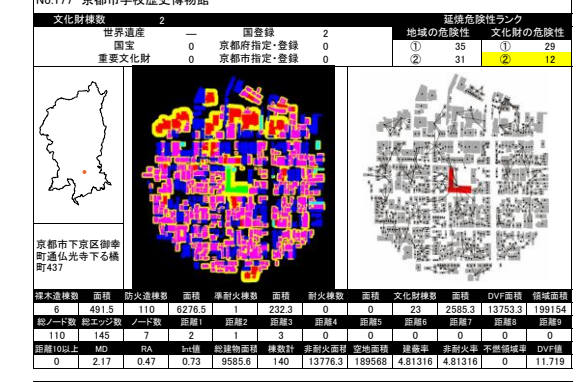 No.177 京都市学校歴史博物館
文化財棟数 2 延焼危険性ランク
世界遺産 — 国登録 2 地域の危険性 文化財の危険性
国宝 0 京都府指定・登録 0 ① 35 ① 29
重要文化財 0 京都市指定・登録 0 ② 31 ② 12
京都市下京区御幸
町通仏光寺下る橘
町437
裸木造棟数 面積 防火造棟数 面積 準耐火棟数 面積 耐火棟数 面積 文化財棟数 面積 DVF面積 領域面積
6 491.5 110 6276.5 1 232.3 0 0 23 2585.3 13753.3 199154
総ノード数 総エッジ数 ノード数 距離1 距離2 距離3 距離4 距離5 距離6 距離7 距離8 距離9
110 145 7 2 1 3 0 0 0 0 0 0
距離10以上 MD RA Int値 総建物面積 棟数計 非耐火面積 空地面積 建蔽率 非耐火率 不燃領域率 DVF値
0 2.17 0.47 0.73 9585.6 140 13776.3 189568 4.81316 4.81316 0 11.719